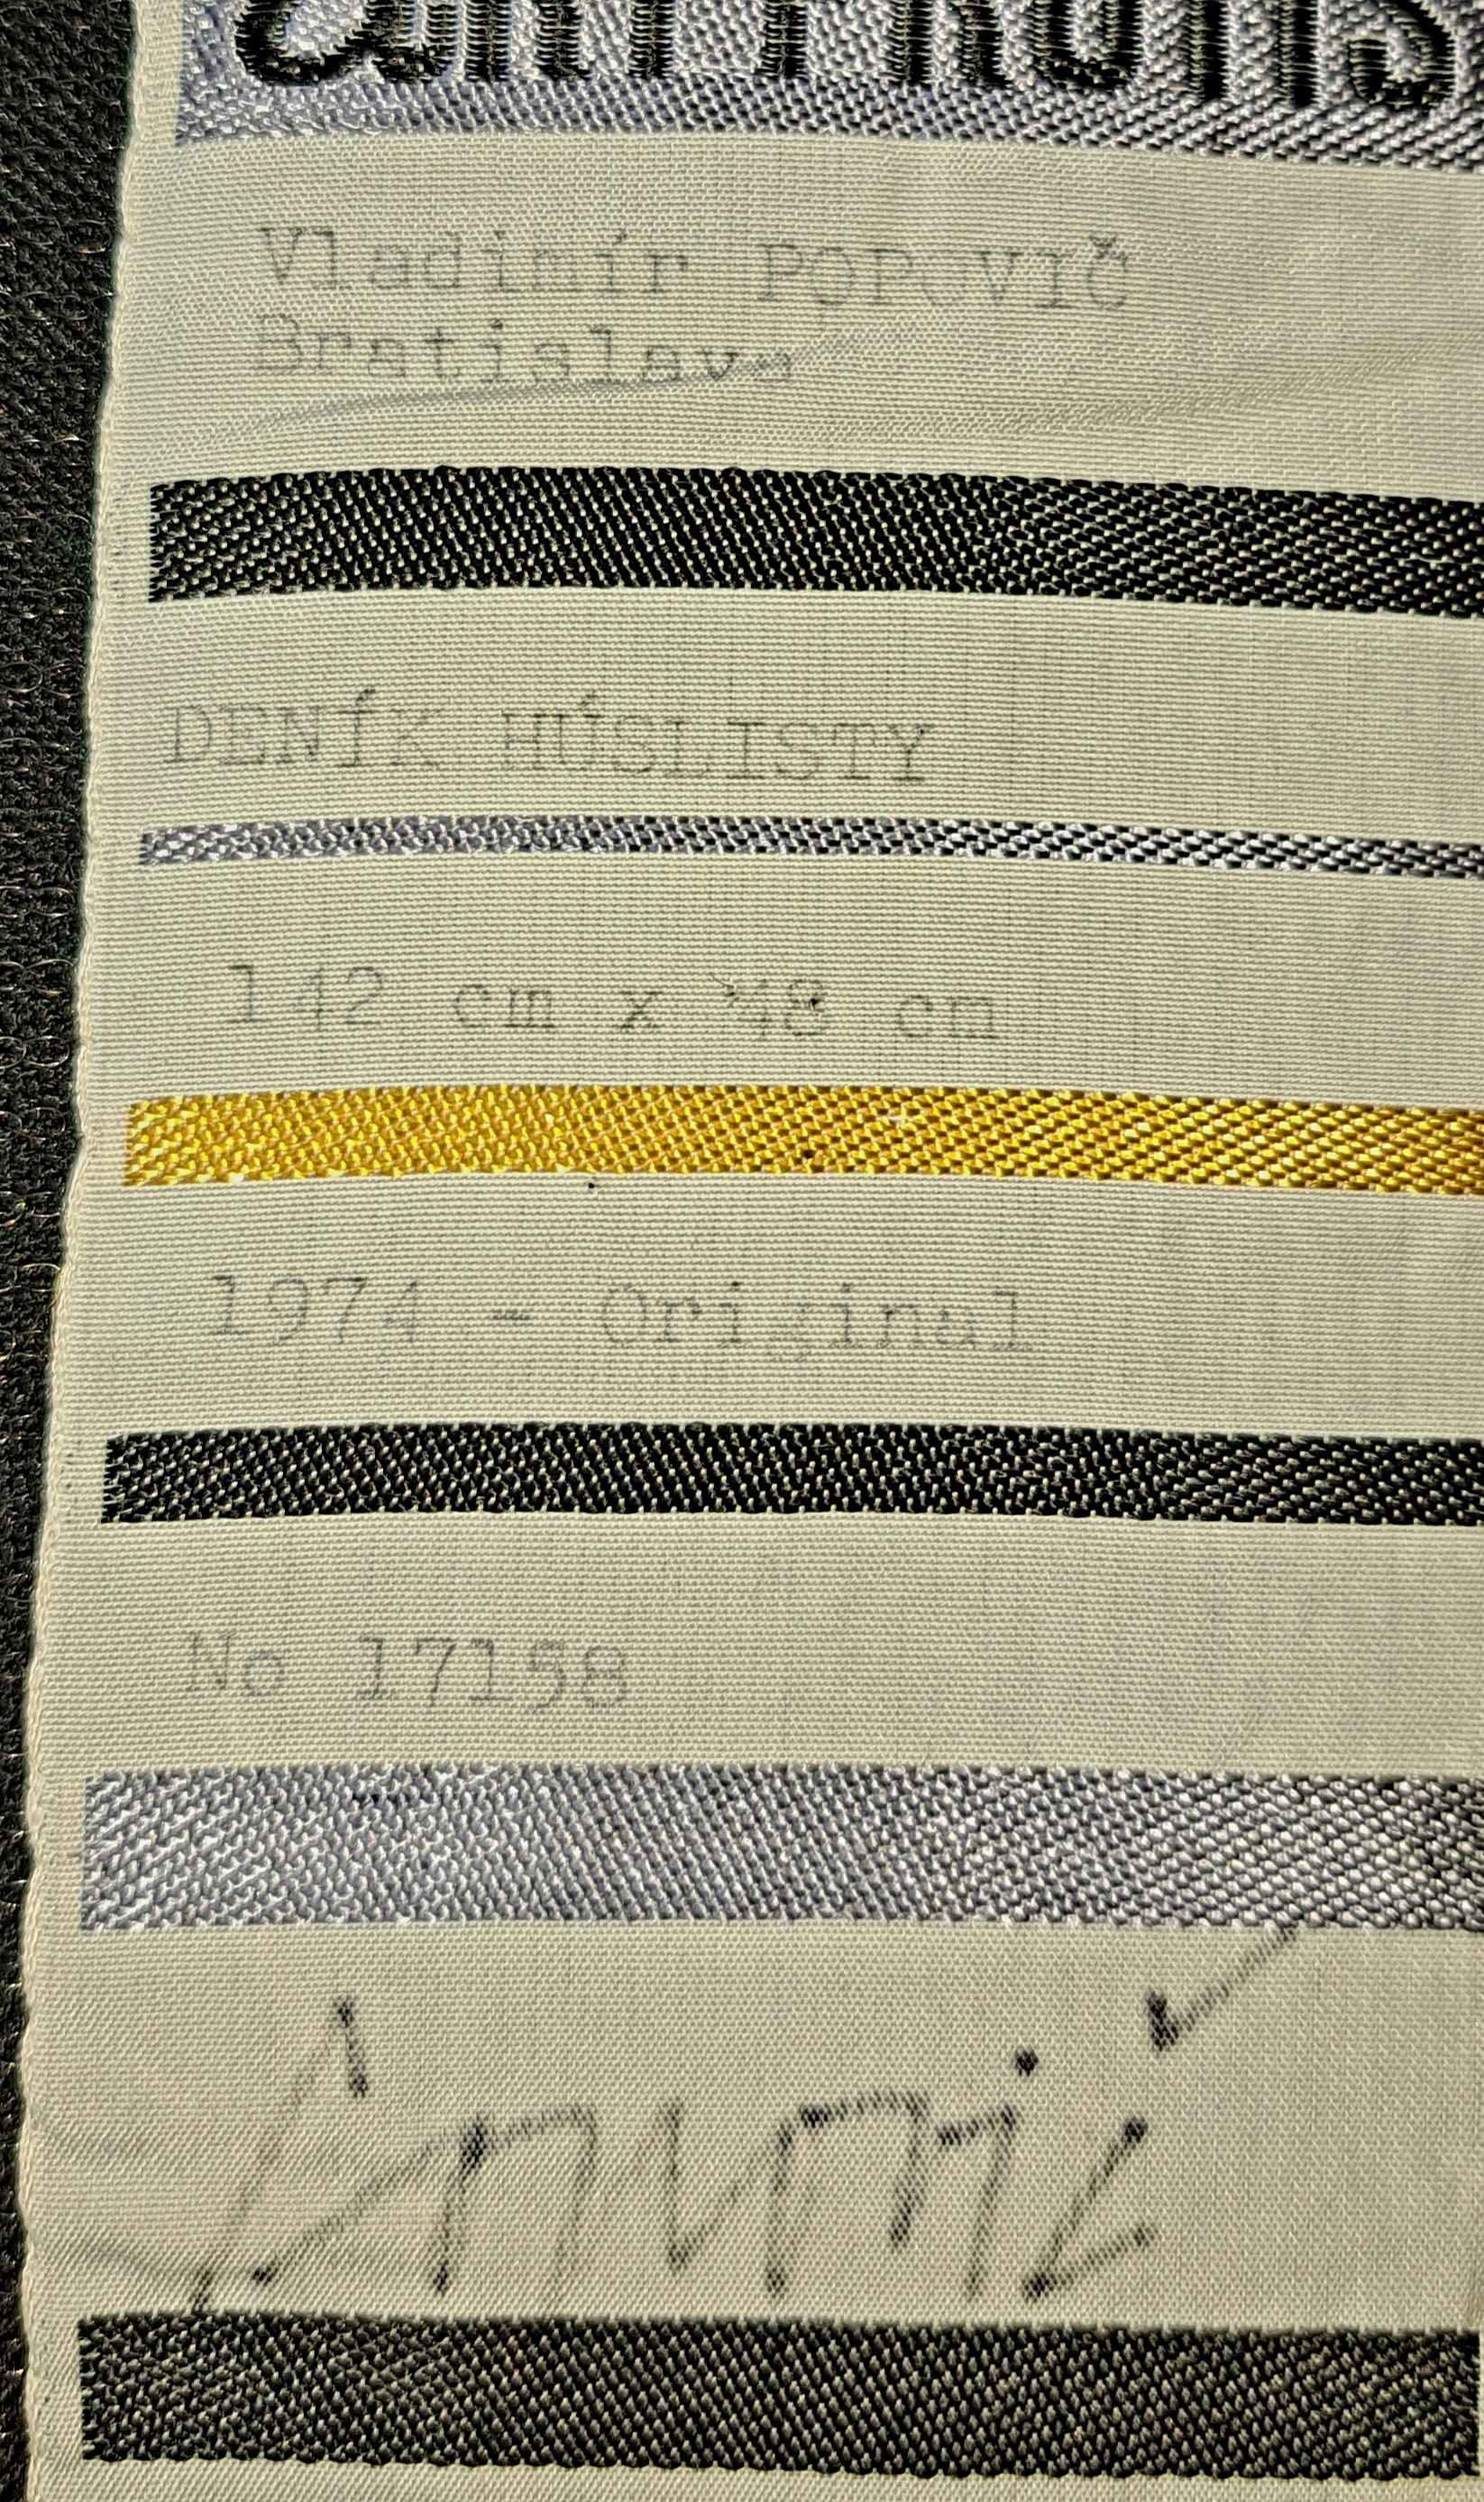 Vladimír POPOVIČ
Bratislava
DENÍK HÚSLISTY
142 cm x 48 cm
1974 - Original
No 17158